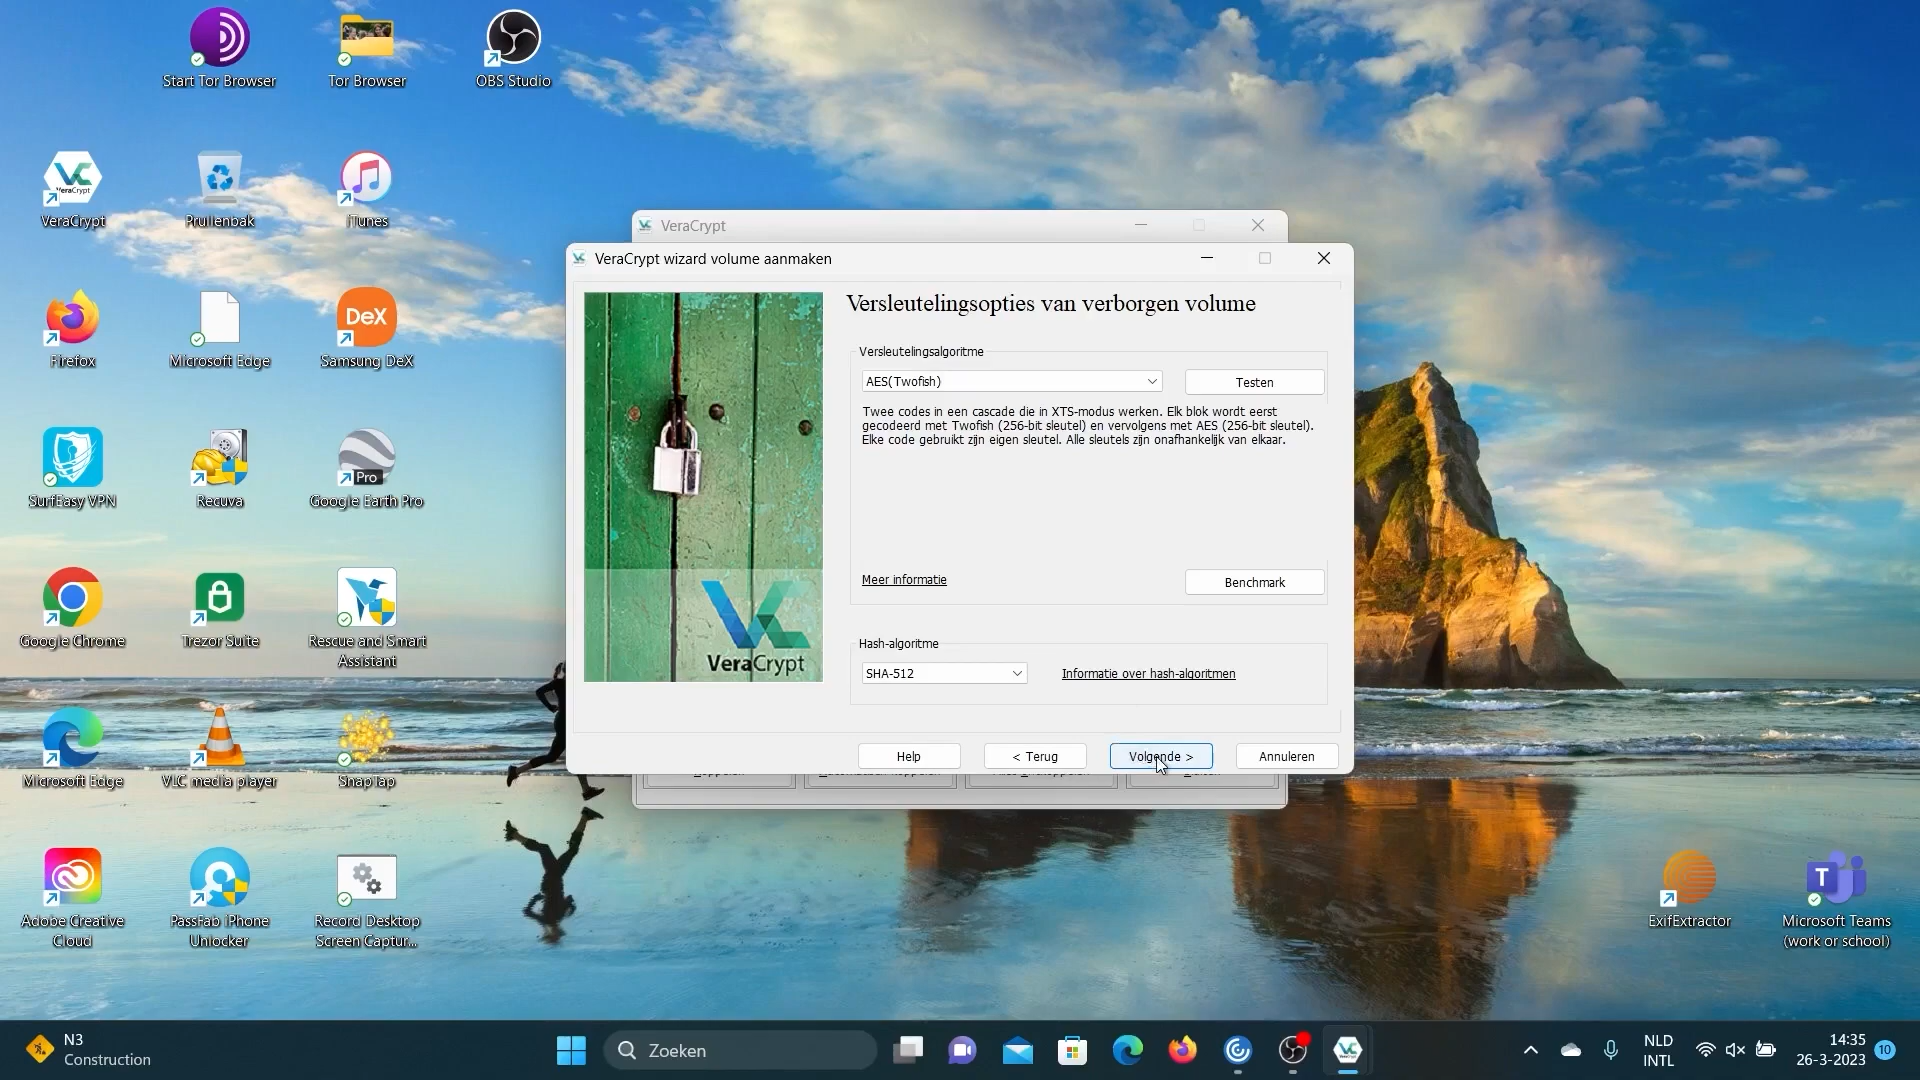 Start Tor Browser
Tor Browser
OBS Studio
VeraCrypt
Prullenbak
iTunes
Firefox
Microsoft Edge
DeX
Samsung DeX
SurfEasy VPN
Recuva
Pro
Google Earth Pro
Google Chrome
Trezor Suite
Rescue and Smart
Assistant
Microsoft Edge
VLC media player
SnapTap
Adobe Creative
Cloud
PassFab iPhone
Unlocker
Record Desktop
Screen Captur...
VeraCrypt
VeraCrypt wizard volume aanmaken
VeraCrypt
Versleutelingsopties van verborgen volume
Versleutelingsalgoritme
AES(Twofish)
Testen
Twee codes in een cascade die in XTS-modus werken. Elk blok wordt eerst
gecodeerd met Twofish (256-bit sleutel) en vervolgens met AES (256-bit sleutel).
Elke code gebruikt zijn eigen sleutel. Alle sleutels zijn onafhankelijk van elkaar.
Meer informatie
Benchmark
Hash-algoritme
SHA-512
Informatie over hash-algoritmen
Help
< Terug
Volgende >
Annuleren
ExifExtractor
Microsoft Teams
(work or school)
N3
Construction
Zoeken
NLD
INTL
14:35
26-3-2023
10